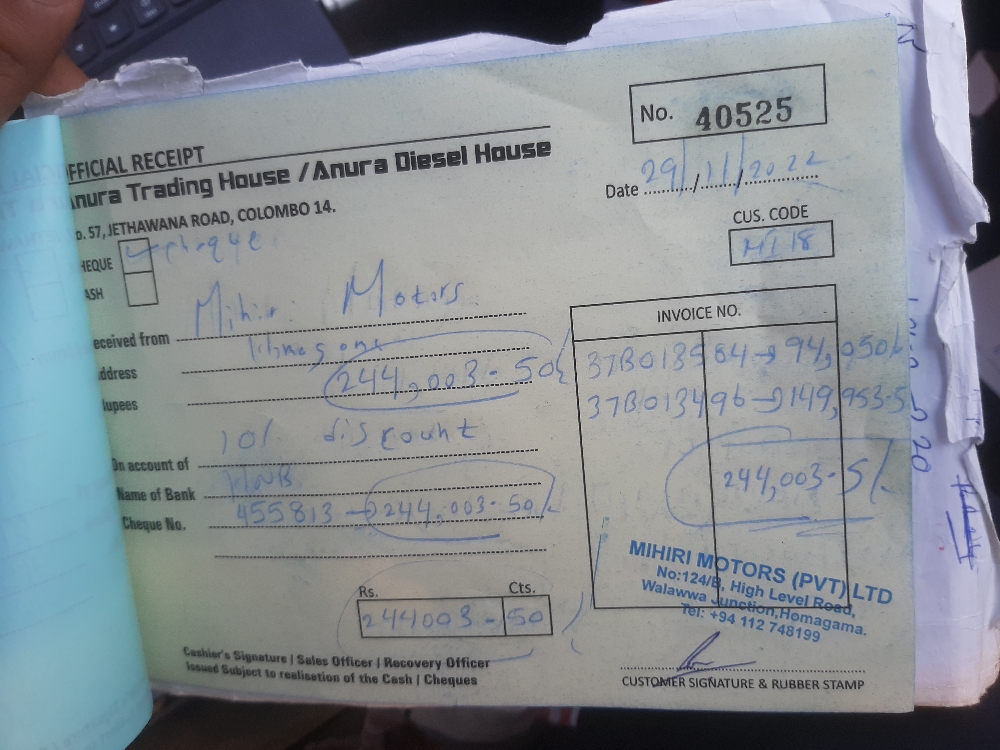 OFFICIAL RECEIPT
Anura Trading House / Anura Diesel House
No. 57, JETHAWANA ROAD, COLOMBO 14.
No. 40525
Date 29/11/2022
CUS. CODE
MI 18
CHEQUE cheque
CASH
Received from Mihiri Motors
Address
Rupees 244,003-50/
On account of 10% discount
Name of Bank HNB
Cheque No. 455813 → 244,003-50/
INVOICE NO.
37B013564 → 94,050/
37B013496 → 149,953-5
244,003-5/
Rs. Cts.
244003 - 50
Cashier's Signature / Sales Officer / Recovery Officer
Issued Subject to realisation of the Cash / Cheques
MIHIRI MOTORS (PVT) LTD
No:124/B, High Level Road,
Walawwa Junction,Homagama.
Tel: +94 112 748199
CUSTOMER SIGNATURE & RUBBER STAMP